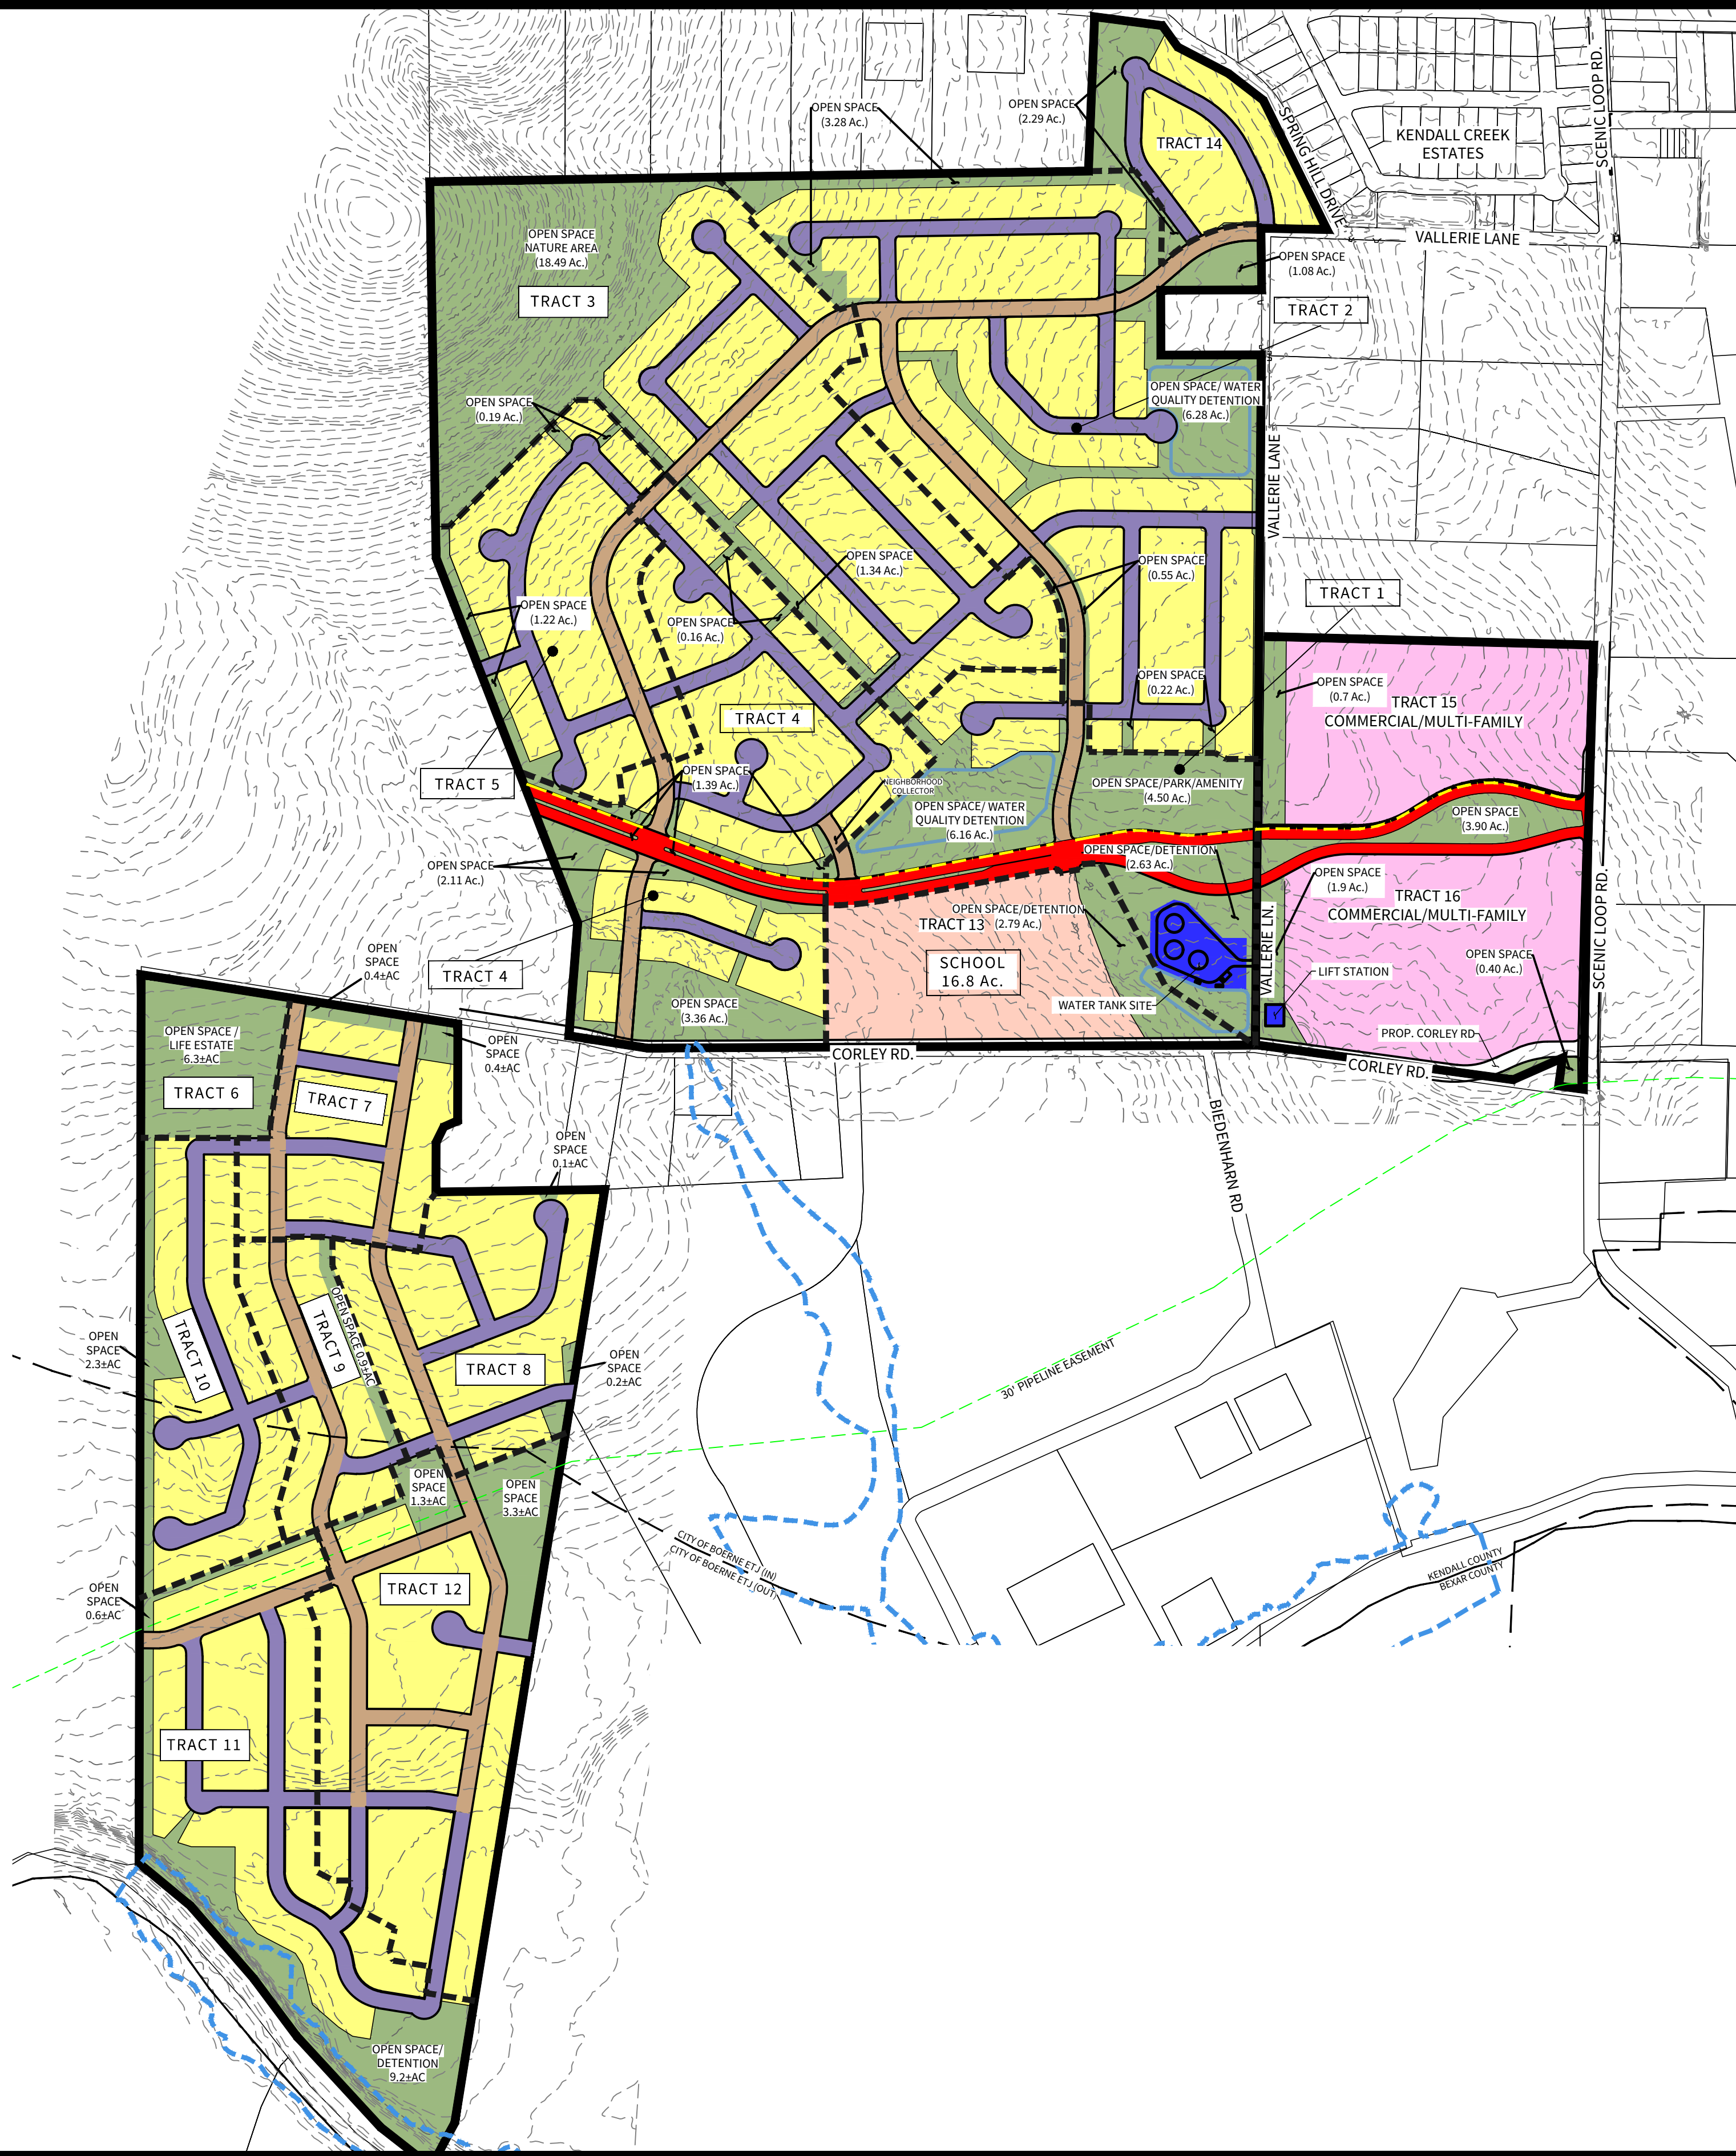 OPEN SPACE
(3.28 Ac.)
OPEN SPACE
(2.29 Ac.)
TRACT 14
SPRING HILL DRIVE
KENDALL CREEK
ESTATES
SCENIC LOOP RD.
VALLERIE LANE
OPEN SPACE
NATURE AREA
(18.49 Ac.)
TRACT 3
OPEN SPACE
(1.08 Ac.)
TRACT 2
OPEN SPACE/ WATER
QUALITY DETENTION
(6.28 Ac.)
OPEN SPACE
(0.19 Ac.)
VALLERIE LANE
OPEN SPACE
(1.34 Ac.)
OPEN SPACE
(0.55 Ac.)
TRACT 1
OPEN SPACE
(1.22 Ac.)
OPEN SPACE
(0.16 Ac.)
OPEN SPACE
(0.22 Ac.)
OPEN SPACE
(0.7 Ac.)
TRACT 15
COMMERCIAL/MULTI-FAMILY
TRACT 4
TRACT 5
OPEN SPACE
(1.39 Ac.)
NEIGHBORHOOD
COLLECTOR
OPEN SPACE/PARK/AMENITY
(4.50 Ac.)
OPEN SPACE/ WATER
QUALITY DETENTION
(6.16 Ac.)
OPEN SPACE
(3.90 Ac.)
OPEN SPACE/DETENTION
(2.63 Ac.)
OPEN SPACE
(2.11 Ac.)
OPEN SPACE
(1.9 Ac.)
TRACT 16
COMMERCIAL/MULTI-FAMILY
OPEN SPACE/DETENTION
(2.79 Ac.)
TRACT 13
SCHOOL
16.8 Ac.
VALLERIE LN.
SCENIC LOOP RD.
OPEN SPACE
(0.40 Ac.)
LIFT STATION
WATER TANK SITE
PROP. CORLEY RD
OPEN
SPACE
0.4±AC
TRACT 4
OPEN SPACE
(3.36 Ac.)
CORLEY RD.
CORLEY RD.
OPEN SPACE /
LIFE ESTATE
6.3±AC
TRACT 6
OPEN
SPACE
0.4±AC
TRACT 7
BIEDENHARN RD
OPEN
SPACE
0.1±AC
OPEN
SPACE
2.3±AC
TRACT 10
TRACT 9
OPEN SPACE 0.9±AC
TRACT 8
OPEN
SPACE
0.2±AC
30' PIPELINE EASEMENT
OPEN
SPACE
1.3±AC
OPEN
SPACE
3.3±AC
CITY OF BOERNE ETJ (IN)
CITY OF BOERNE ETJ (OUT)
KENDALL COUNTY
BEXAR COUNTY
OPEN
SPACE
0.6±AC
TRACT 12
TRACT 11
OPEN SPACE/
DETENTION
9.2±AC